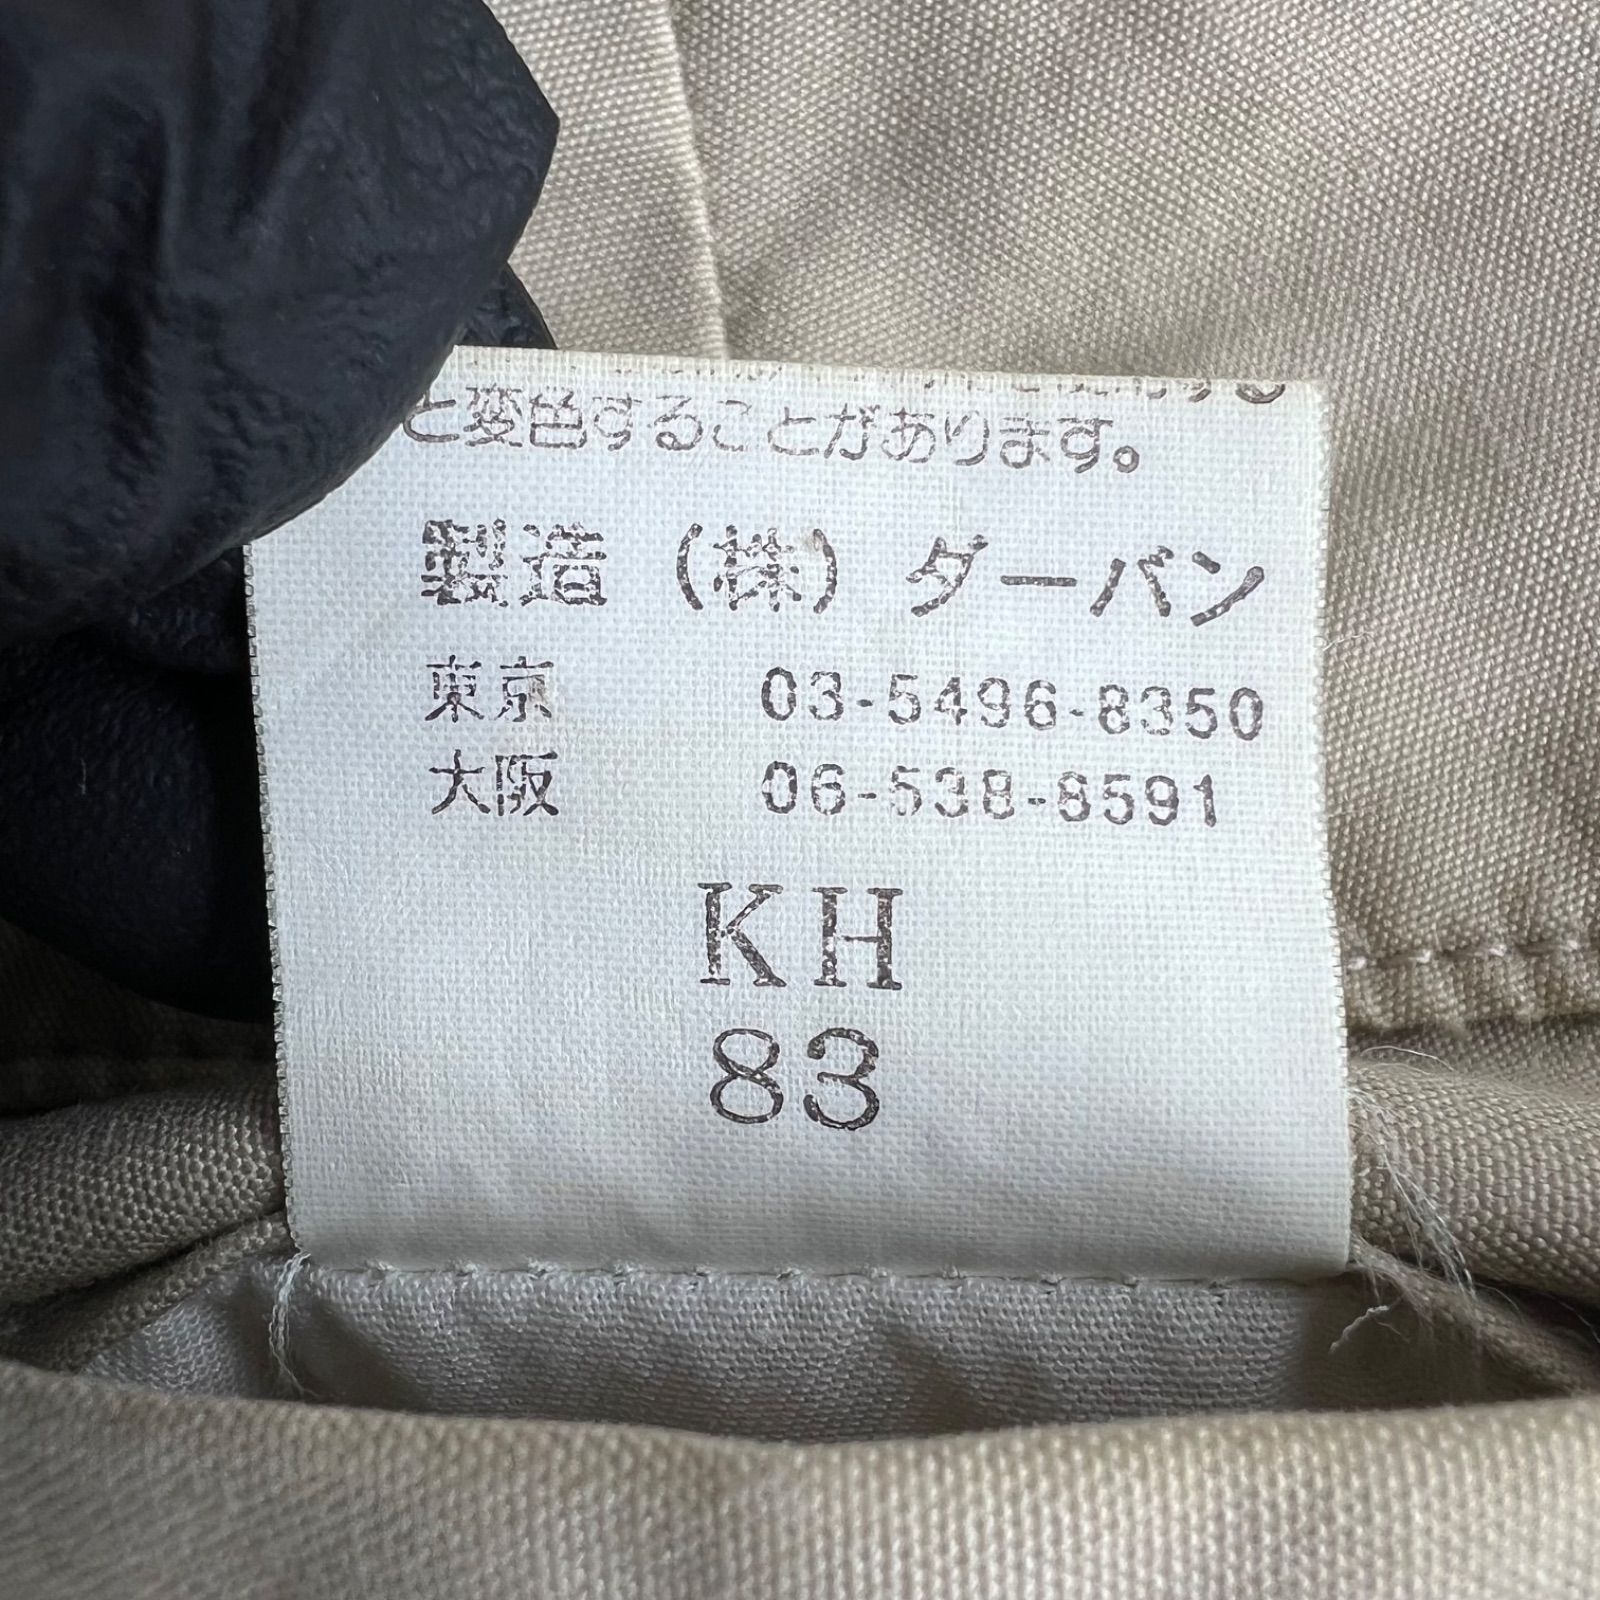 と変色することがあります。
製造（株）ダーバン
東京 03-5496-8350
大阪 06-538-8591
KH
83